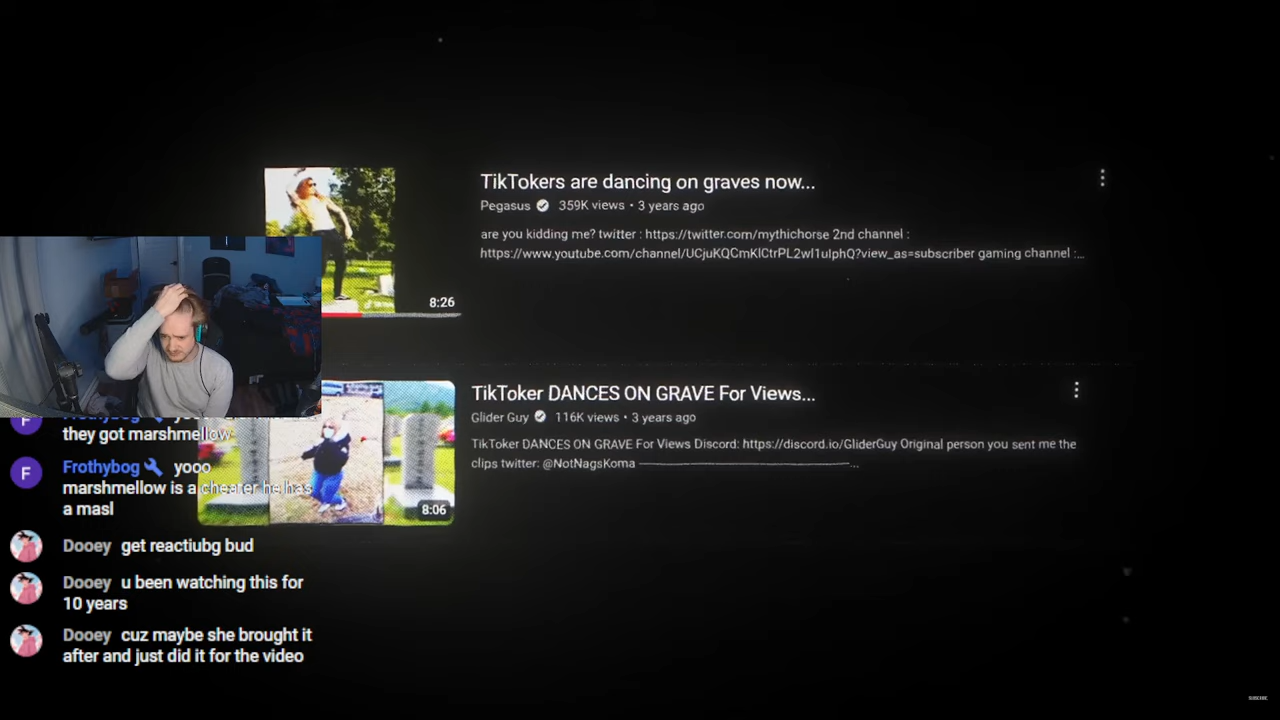 TikTokers are dancing on graves now...
Pegasus 359K views • 3 years ago
are you kidding me? twitter : https://twitter.com/mythichorse 2nd channel :
https://www.youtube.com/channel/UCjuKQCmKlCtrPL2wl1ulphQ?view_as=subscriber gaming channel :...
8:26
TikToker DANCES ON GRAVE For Views...
Glider Guy 116K views • 3 years ago
TikToker DANCES ON GRAVE For Views Discord: https://discord.io/GliderGuy Original person you sent me the
clips twitter: @NotNagsKoma ———————————————...
8:06
they got marshmellow
F Frothybog yooo
marshmellow is a cheater he has
a masl
Dooey get reactiubg bud
Dooey u been watching this for
10 years
Dooey cuz maybe she brought it
after and just did it for the video